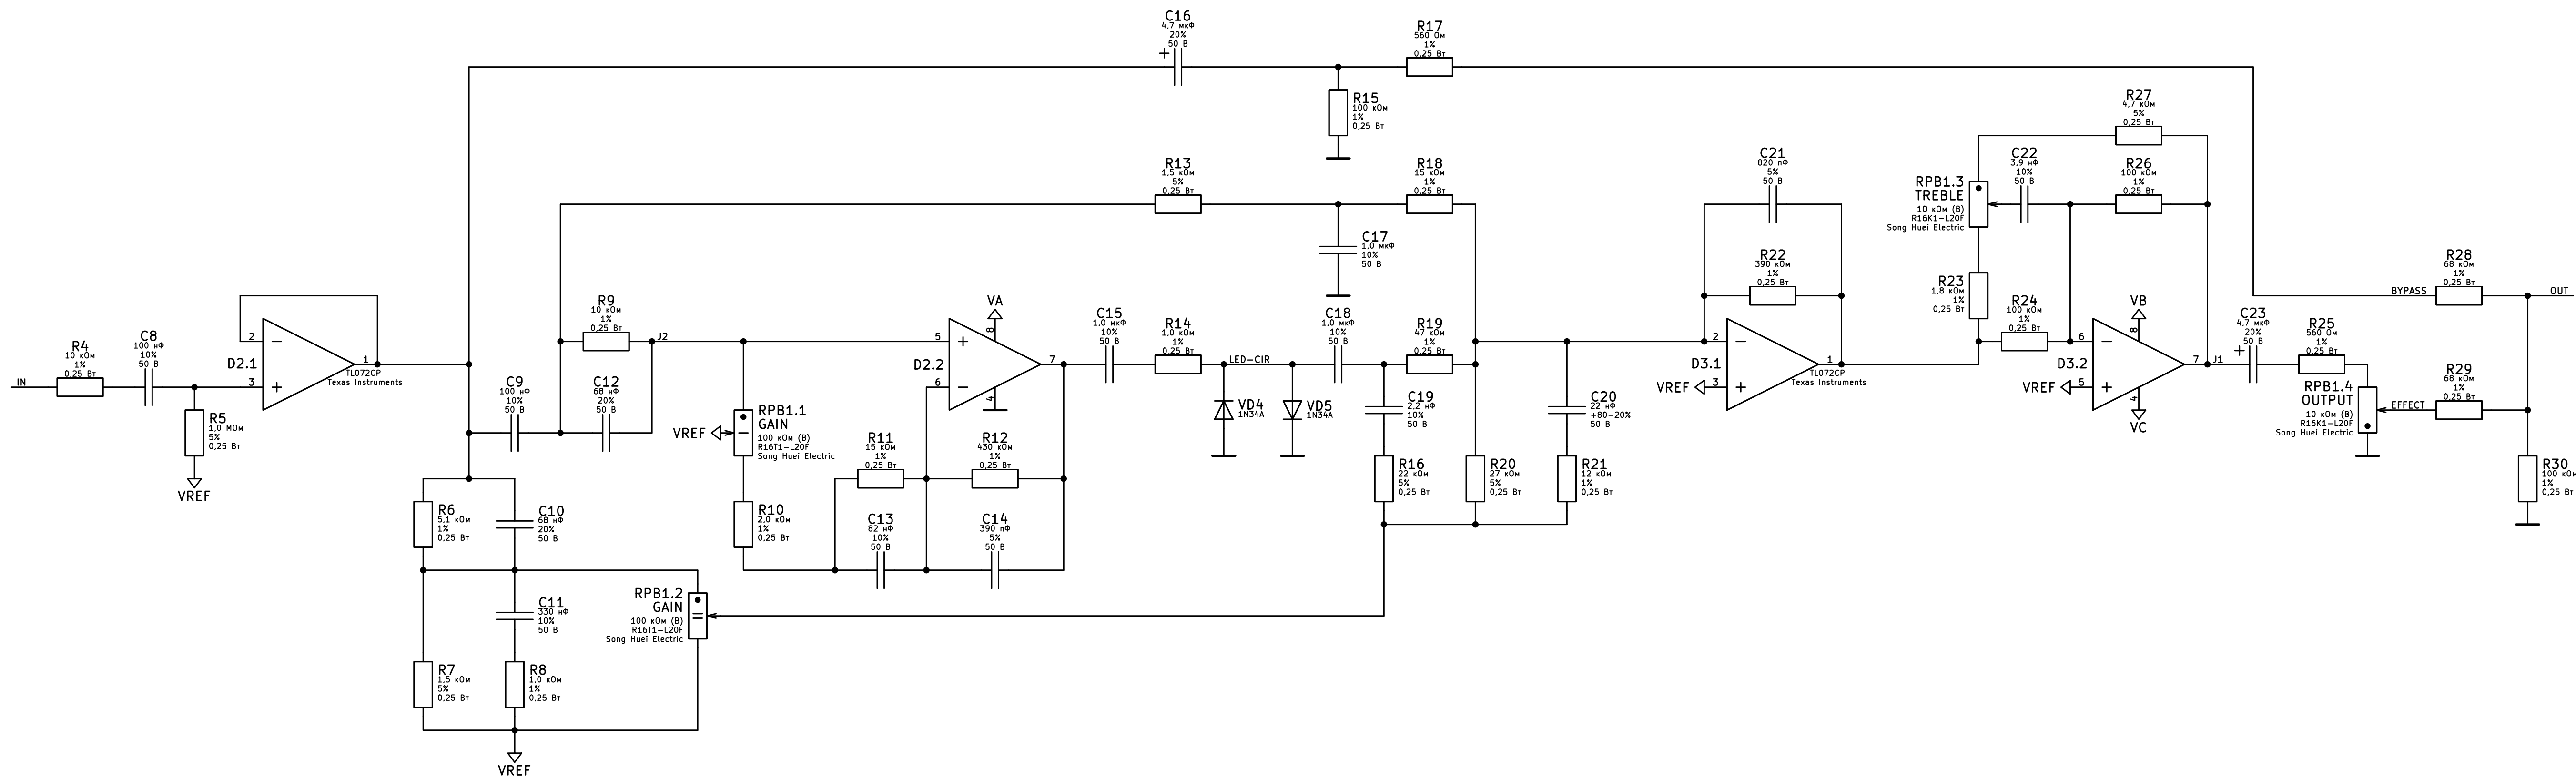 C16
4,7 мкФ
20%
50 В
+
R17
560 Ом
1%
0,25 Вт
R15
100 кОм
1%
0,25 Вт
R13
1,5 кОм
5%
0,25 Вт
R18
15 кОм
1%
0,25 Вт
C17
1,0 мкФ
10%
50 В
C21
820 пФ
5%
50 В
R22
390 кОм
1%
0,25 Вт
R27
4,7 кОм
5%
0,25 Вт
C22
3,9 нФ
10%
50 В
R26
100 кОм
1%
0,25 Вт
RPB1.3
TREBLE
10 кОм (B)
R16K1-L20F
Song Huei Electric
R23
1,8 кОм
1%
0,25 Вт
R24
100 кОм
1%
0,25 Вт
IN
R4
10 кОм
1%
0,25 Вт
C8
100 нФ
10%
50 В
R5
1,0 МОм
5%
0,25 Вт
VREF
2
3
1
D2.1
TL072CP
Texas Instruments
C9
100 нФ
10%
50 В
R9
10 кОм
1%
0,25 Вт
C12
68 нФ
20%
50 В
J2
VREF
RPB1.1
GAIN
100 кОм (B)
R16T1-L20F
Song Huei Electric
R10
2,0 кОм
1%
0,25 Вт
VA
8
5
6
4
7
D2.2
R11
15 кОм
1%
0,25 Вт
R12
430 кОм
1%
0,25 Вт
C13
82 нФ
10%
50 В
C14
390 пФ
5%
50 В
C15
1,0 мкФ
10%
50 В
R14
1,0 кОм
1%
0,25 Вт
LED-CIR
VD4
1N34A
VD5
1N34A
C18
1,0 мкФ
10%
50 В
R19
47 кОм
1%
0,25 Вт
C19
2,2 нФ
10%
50 В
R16
22 кОм
5%
0,25 Вт
R20
27 кОм
5%
0,25 Вт
C20
22 нФ
+80-20%
50 В
R21
12 кОм
1%
0,25 Вт
D3.1
VREF
2
3
1
TL072CP
Texas Instruments
VB
8
D3.2
VREF
6
5
4
7
VC
J1
C23
4,7 мкФ
20%
50 В
+
R25
560 Ом
1%
0,25 Вт
RPB1.4
OUTPUT
10 кОм (B)
R16K1-L20F
Song Huei Electric
BYPASS
R28
68 кОм
1%
0,25 Вт
OUT
EFFECT
R29
68 кОм
1%
0,25 Вт
R30
100 кОм
1%
0,25 Вт
R6
5,1 кОм
1%
0,25 Вт
C10
68 нФ
20%
50 В
C11
330 нФ
10%
50 В
R7
1,5 кОм
5%
0,25 Вт
R8
1,0 кОм
1%
0,25 Вт
RPB1.2
GAIN
100 кОм (B)
R16T1-L20F
Song Huei Electric
VREF